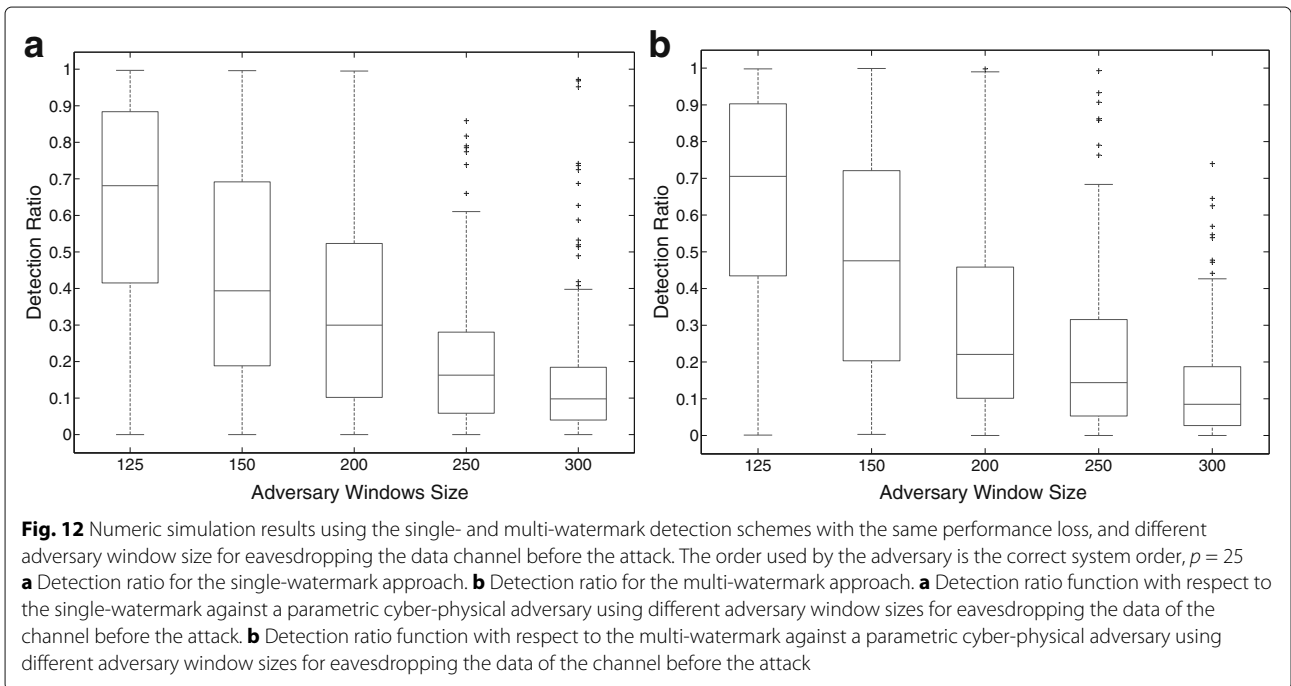 a
1
0.9
0.8
0.7
0.6
0.5
0.4
0.3
0.2
0.1
0
Detection Ratio
125 150 200 250 300
Adversary Windows Size
b
1
0.9
0.8
0.7
0.6
0.5
0.4
0.3
0.2
0.1
0
Detection Ratio
125 150 200 250 300
Adversary Window Size
Fig. 12 Numeric simulation results using the single- and multi-watermark detection schemes with the same performance loss, and different
adversary window size for eavesdropping the data channel before the attack. The order used by the adversary is the correct system order, p = 25
a Detection ratio for the single-watermark approach. b Detection ratio for the multi-watermark approach. a Detection ratio function with respect to
the single-watermark against a parametric cyber-physical adversary using different adversary window sizes for eavesdropping the data of the
channel before the attack. b Detection ratio function with respect to the multi-watermark against a parametric cyber-physical adversary using
different adversary window sizes for eavesdropping the data of the channel before the attack